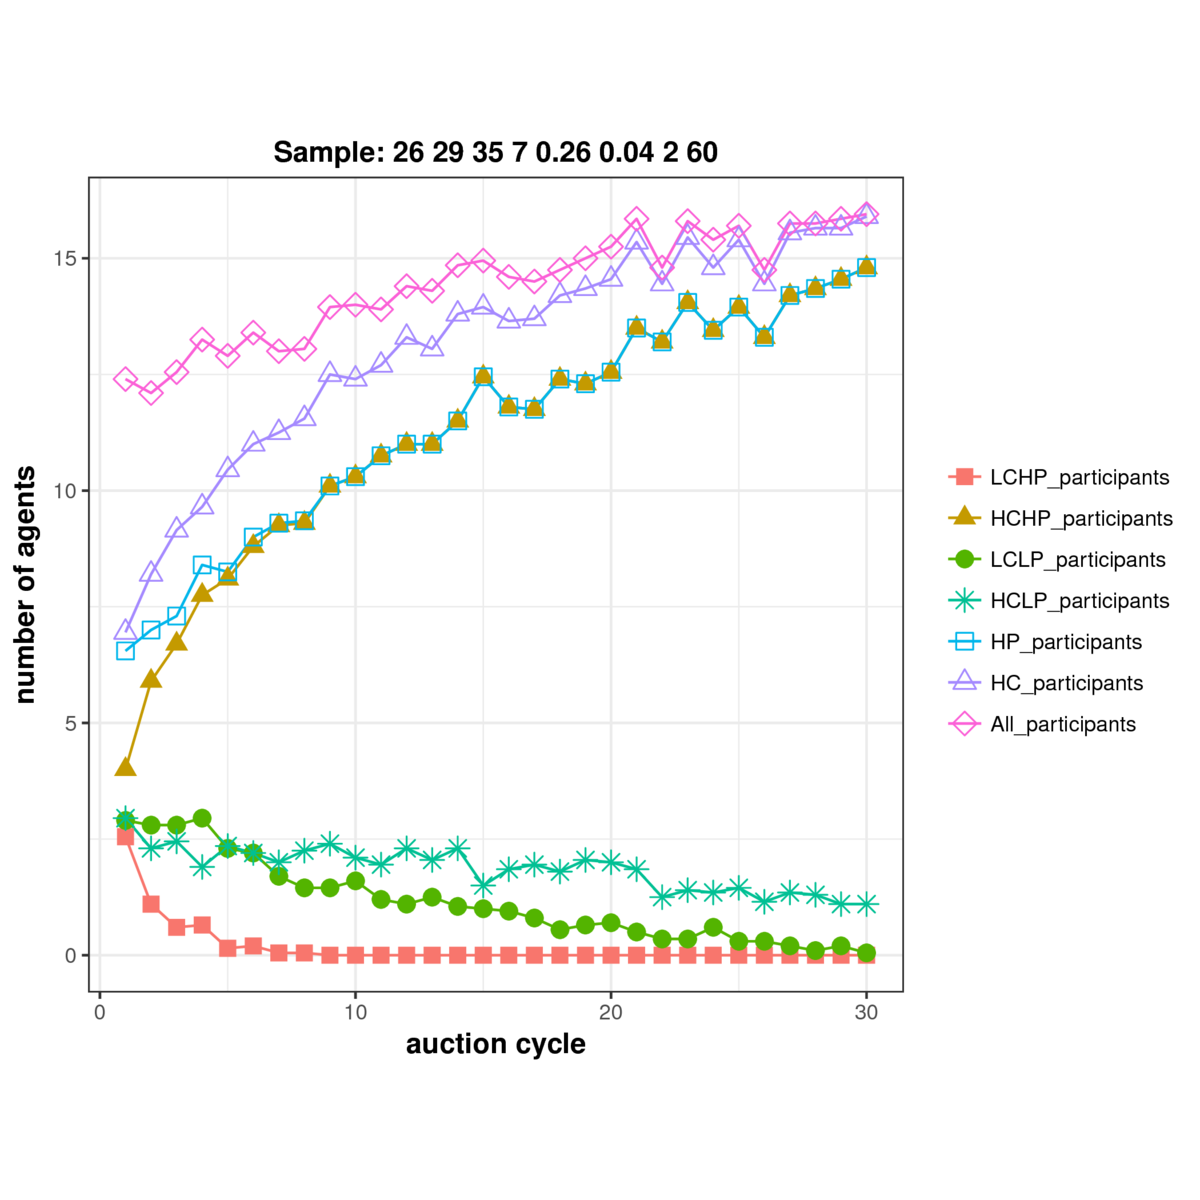 Sample: 26 29 35 7 0.26 0.04 2 60
number of agents
15
10
5
0
0 10 20 30
auction cycle
LCHP_participants
HCHP_participants
LCLP_participants
HCLP_participants
HP_participants
HC_participants
All_participants